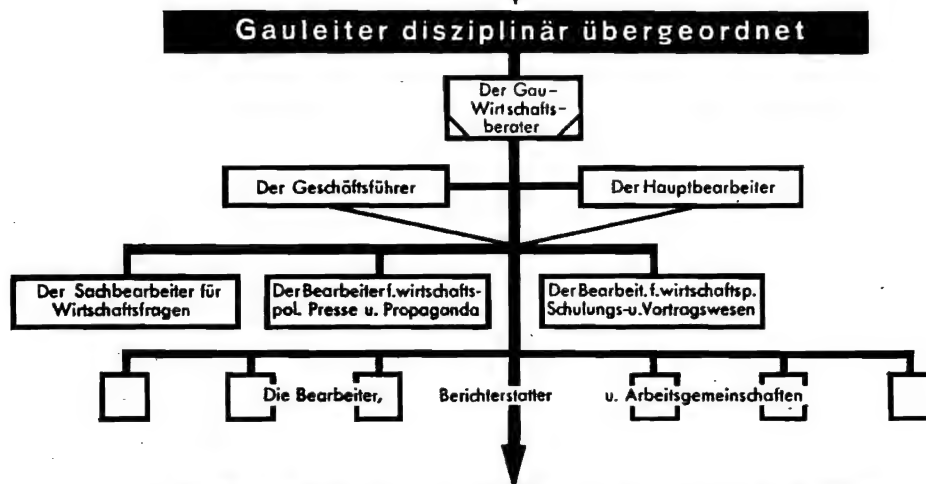 Gauleiter disziplinär übergeordnet
Der Gau-
Wirtschafts-
berater
Der Geschäftsführer
Der Hauptbearbeiter
Der Sachbearbeiter für
Wirtschaftsfragen
Der Bearbeiter f. wirtschafts-
pol. Presse u. Propaganda
Der Bearbeit. f. wirtschaftsp.
Schulungs-u. Vortragswesen
Die Bearbeiter, Berichterstatter u. Arbeitsgemeinschaften